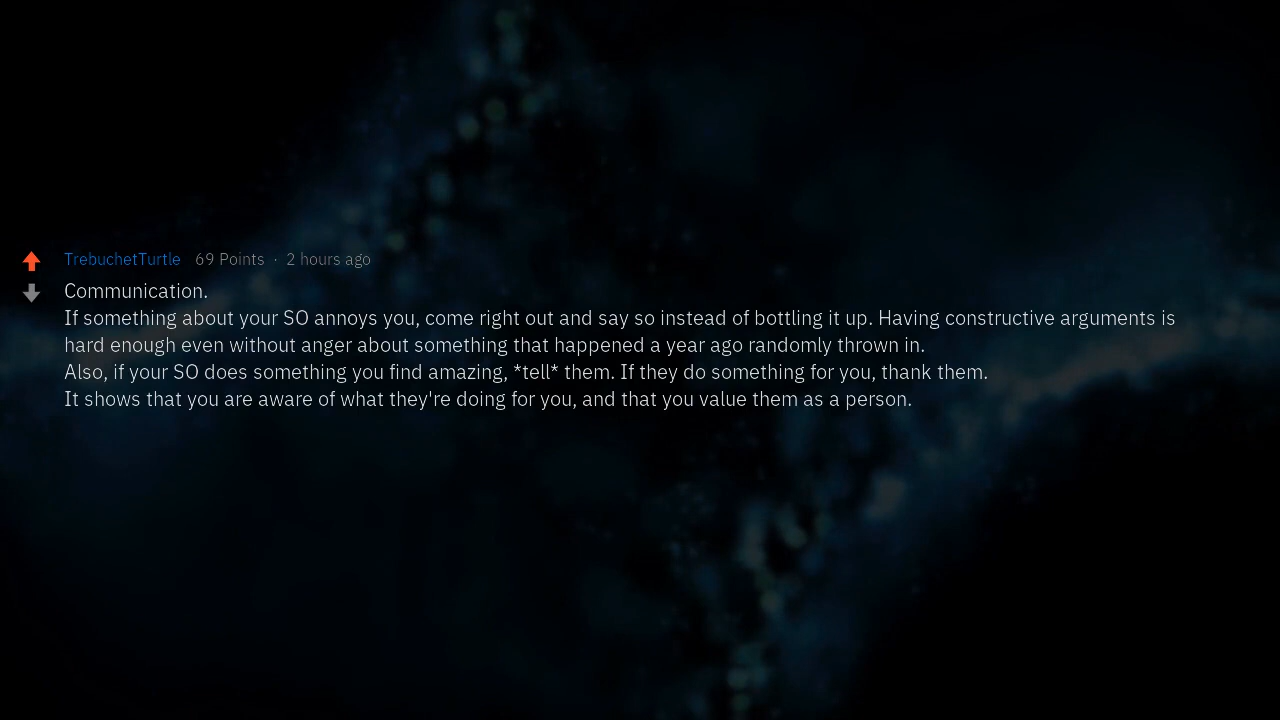 TrebuchetTurtle 69 Points · 2 hours ago
Communication.
If something about your SO annoys you, come right out and say so instead of bottling it up. Having constructive arguments is
hard enough even without anger about something that happened a year ago randomly thrown in.
Also, if your SO does something you find amazing, *tell* them. If they do something for you, thank them.
It shows that you are aware of what they're doing for you, and that you value them as a person.